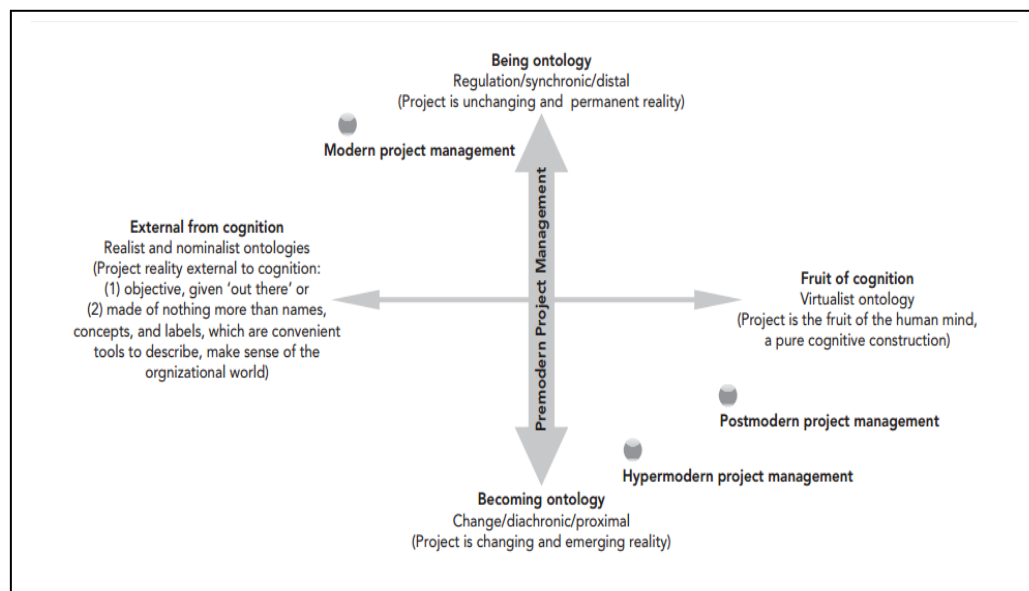 Being ontology
Regulation/synchronic/distal
(Project is unchanging and permanent reality)
Modern project management
Premodern Project Management
External from cognition
Realist and nominalist ontologies
(Project reality external to cognition:
(1) objective, given ‘out there’ or
(2) made of nothing more than names,
concepts, and labels, which are convenient
tools to describe, make sense of the
orgnizational world)
Fruit of cognition
Virtualist ontology
(Project is the fruit of the human mind,
a pure cognitive construction)
Postmodern project management
Hypermodern project management
Becoming ontology
Change/diachronic/proximal
(Project is changing and emerging reality)